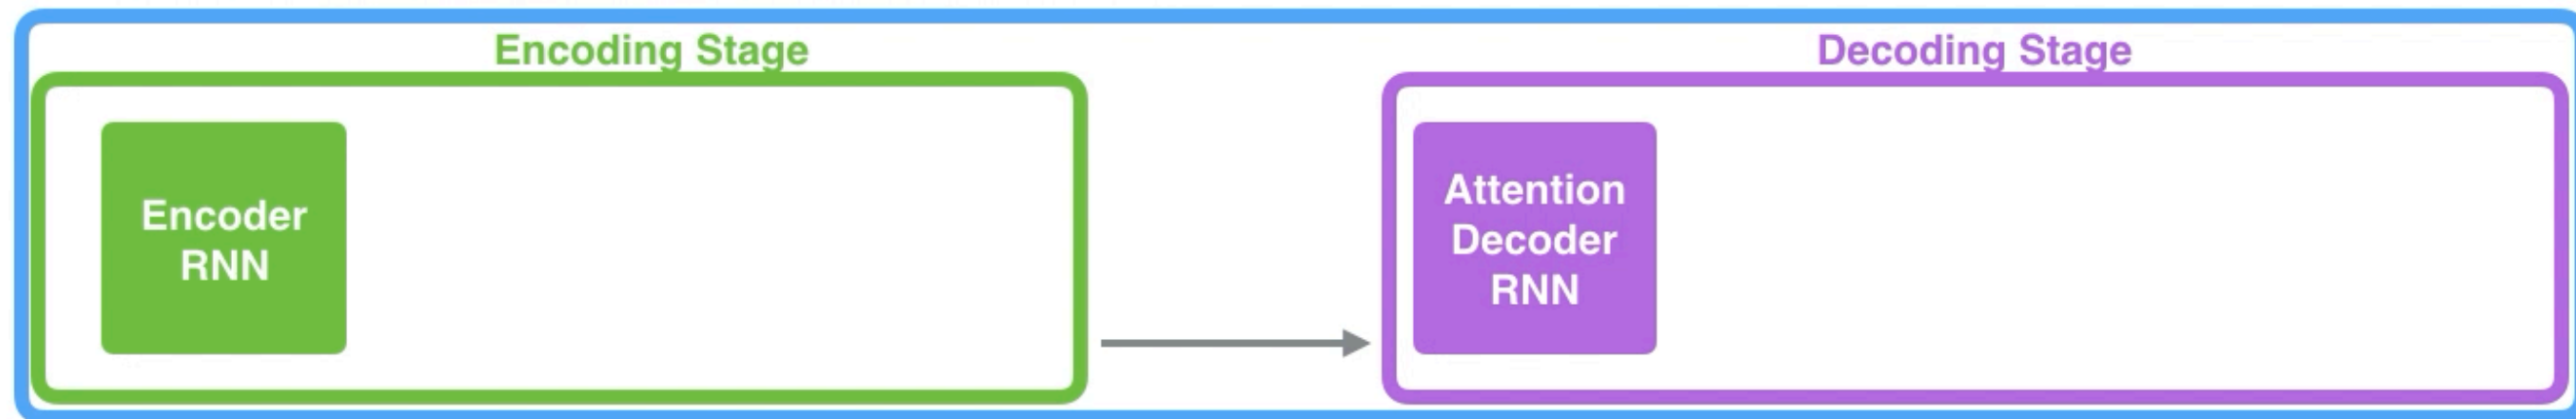 Encoding Stage
Decoding Stage
Encoder
RNN
Attention
Decoder
RNN